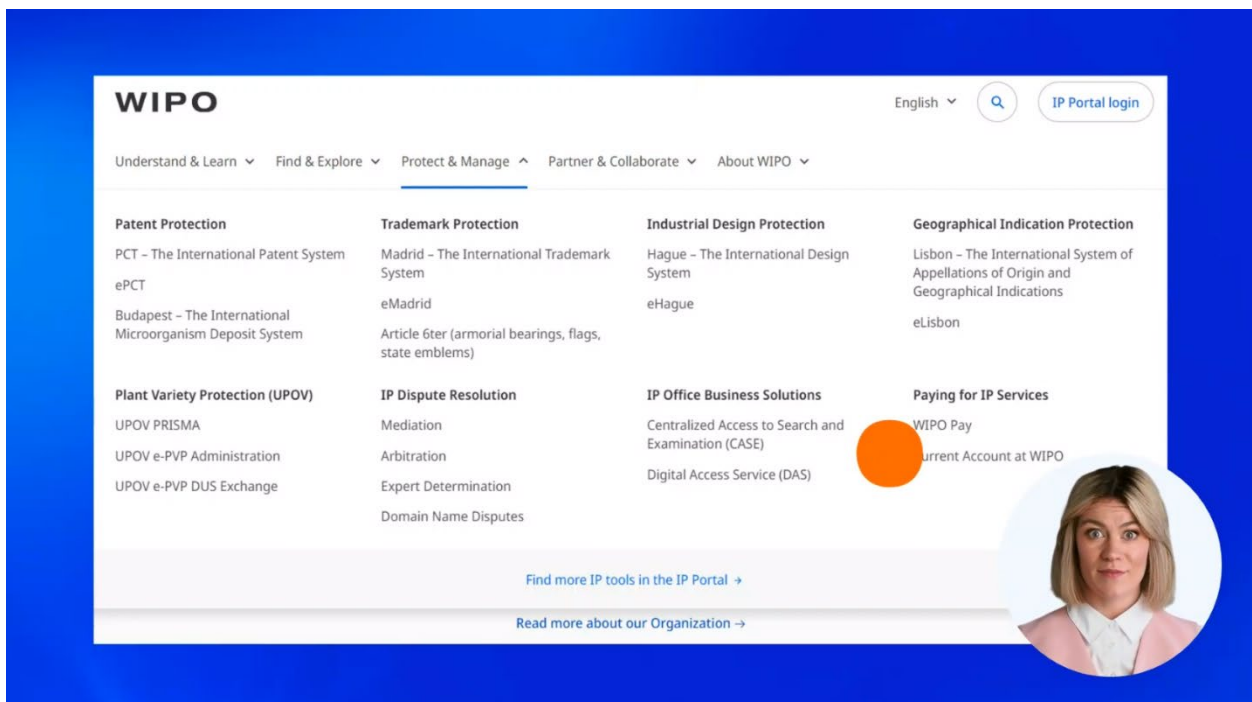 WIPO
English
IP Portal login
Understand & Learn
Find & Explore
Protect & Manage
Partner & Collaborate
About WIPO
Patent Protection
PCT – The International Patent System
ePCT
Budapest – The International
Microorganism Deposit System
Trademark Protection
Madrid – The International Trademark
System
eMadrid
Article 6ter (armorial bearings, flags,
state emblems)
Industrial Design Protection
Hague – The International Design
System
eHague
Geographical Indication Protection
Lisbon – The International System of
Appellations of Origin and
Geographical Indications
eLisbon
Plant Variety Protection (UPOV)
UPOV PRISMA
UPOV e-PVP Administration
UPOV e-PVP DUS Exchange
IP Dispute Resolution
Mediation
Arbitration
Expert Determination
Domain Name Disputes
IP Office Business Solutions
Centralized Access to Search and
Examination (CASE)
Digital Access Service (DAS)
Paying for IP Services
WIPO Pay
Account at WIPO
Find more IP tools in the IP Portal →
Read more about our Organization →